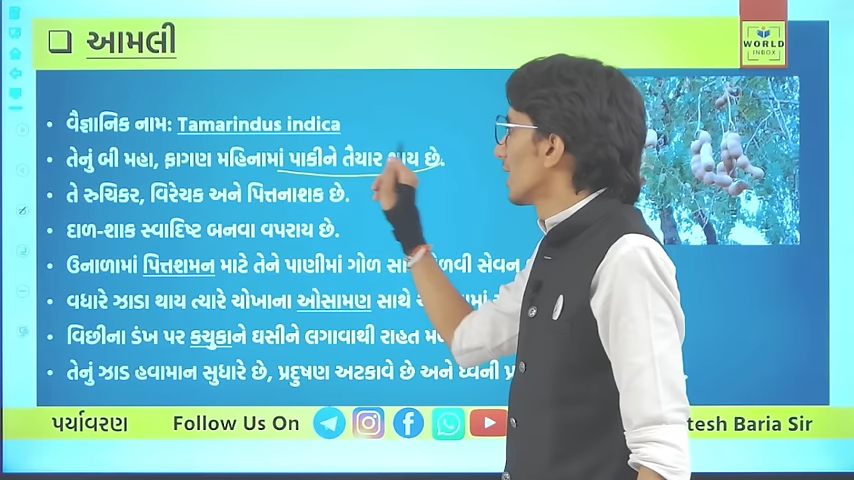 આમલી
WORLD
INBOX
વૈજ્ઞાનિક નામ: Tamarindus indica
તેનું બી મહા, ફાગણ મહિનામાં પાકીને તૈયાર થાય છે.
તે રુચિકર, વિરેચક અને પિત્તનાશક છે.
દાળ-શાક સ્વાદિષ્ટ બનવા વપરાય છે.
ઉનાળામાં પિત્તશમન માટે તેને પાણીમાં ગોળ સેવન
વધારે ઝાડા થાય ત્યારે ચોખાના ઓસામણ સાથે
વિછીના ડંખ પર કચુકાને ઘસીને લગાવાથી રાહત
તેનું ઝાડ હવામાન સુધારે છે, પ્રદુષણ અટકાવે છે અને
પર્યાવરણ Follow Us On Baria Sir